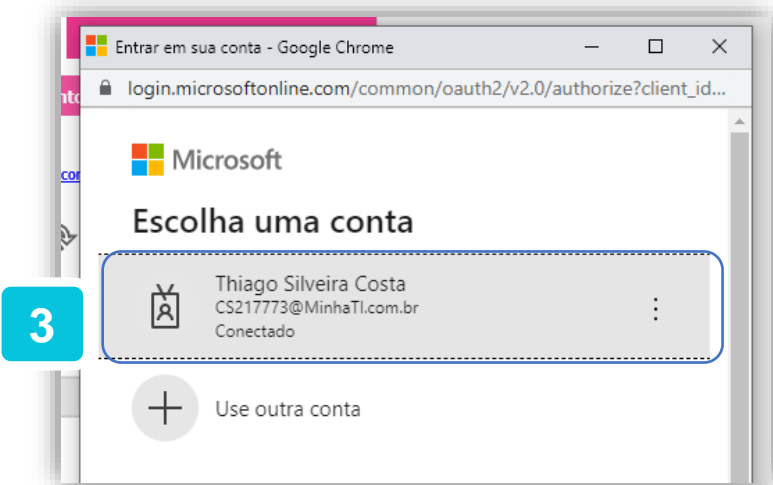 Entrar em sua conta - Google Chrome
login.microsoftonline.com/common/oauth2/v2.0/authorize?client_id...
Microsoft
Escolha uma conta
Thiago Silveira Costa
CS217773@MinhaTI.com.br
Conectado
3
Use outra conta